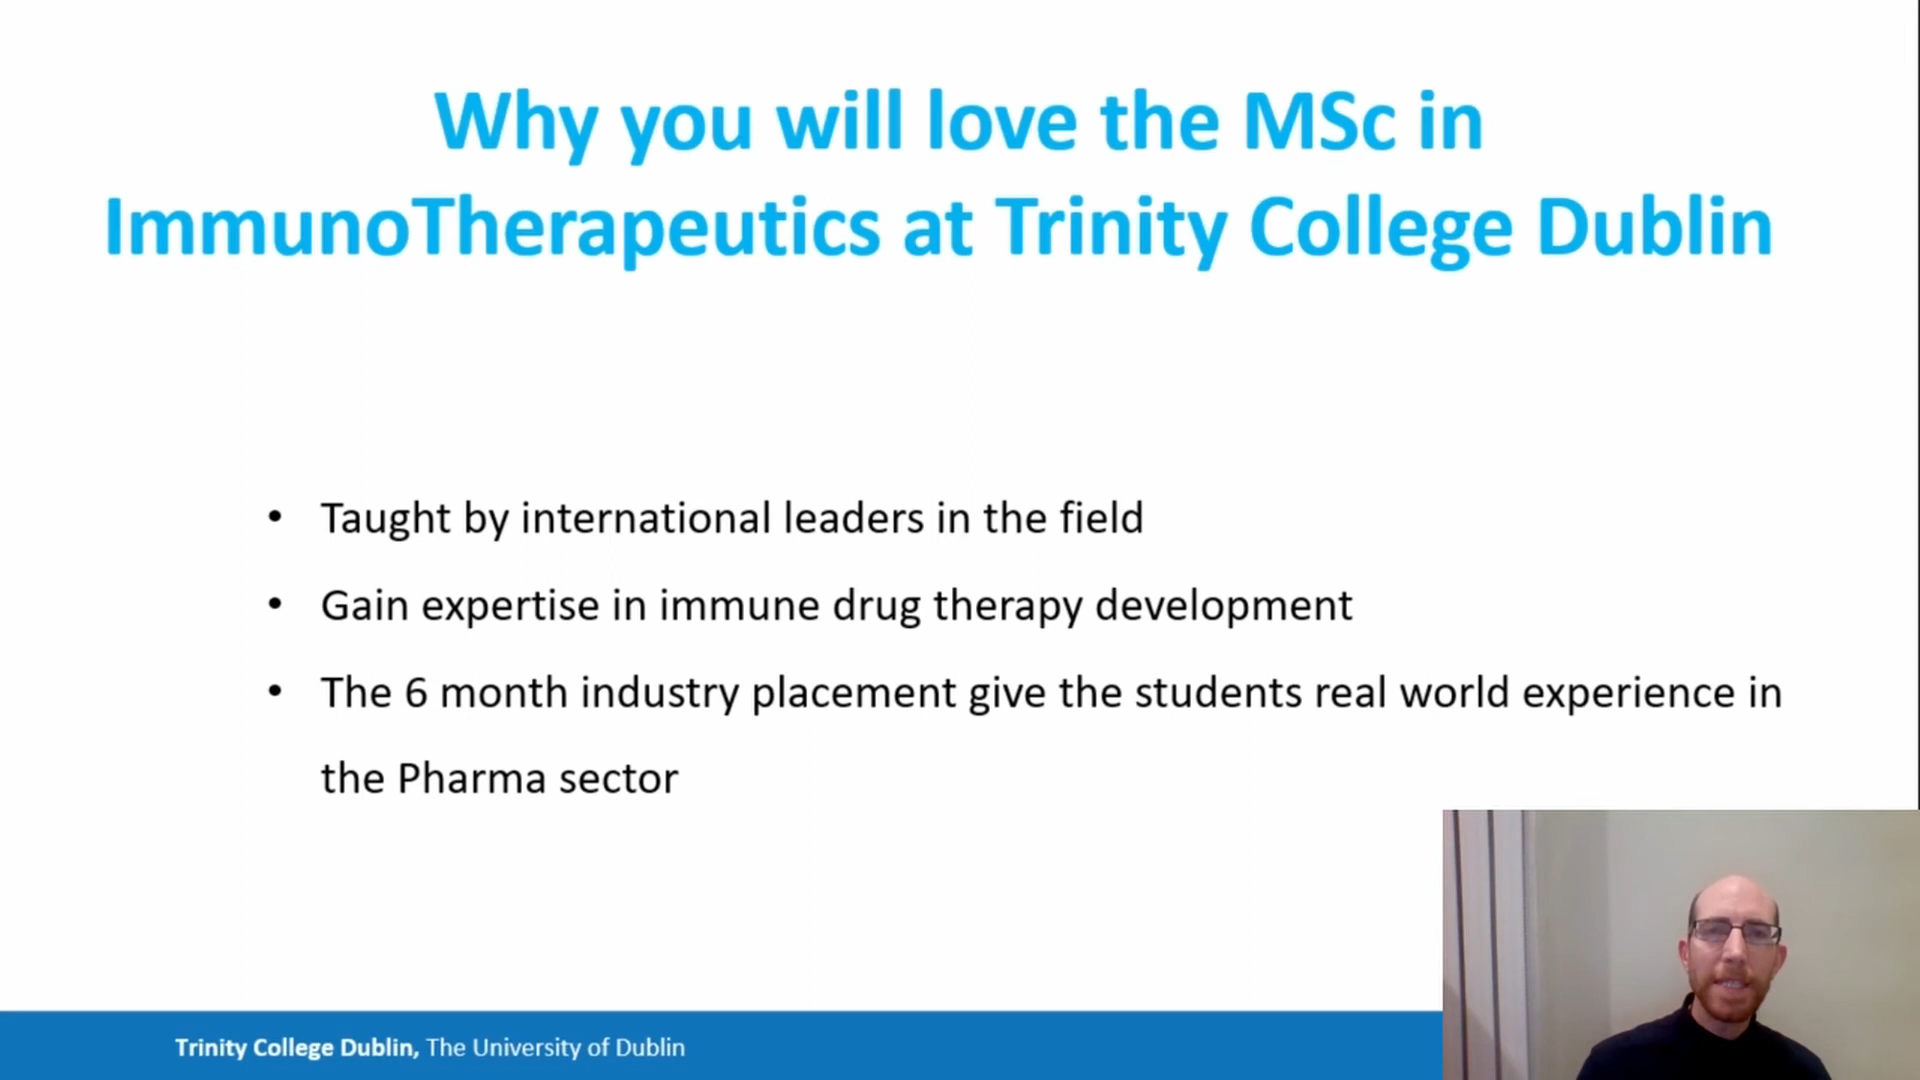 Why you will love the MSc in
ImmunoTherapeutics at Trinity College Dublin
• Taught by international leaders in the field
• Gain expertise in immune drug therapy development
• The 6 month industry placement give the students real world experience in
the Pharma sector
Trinity College Dublin, The University of Dublin